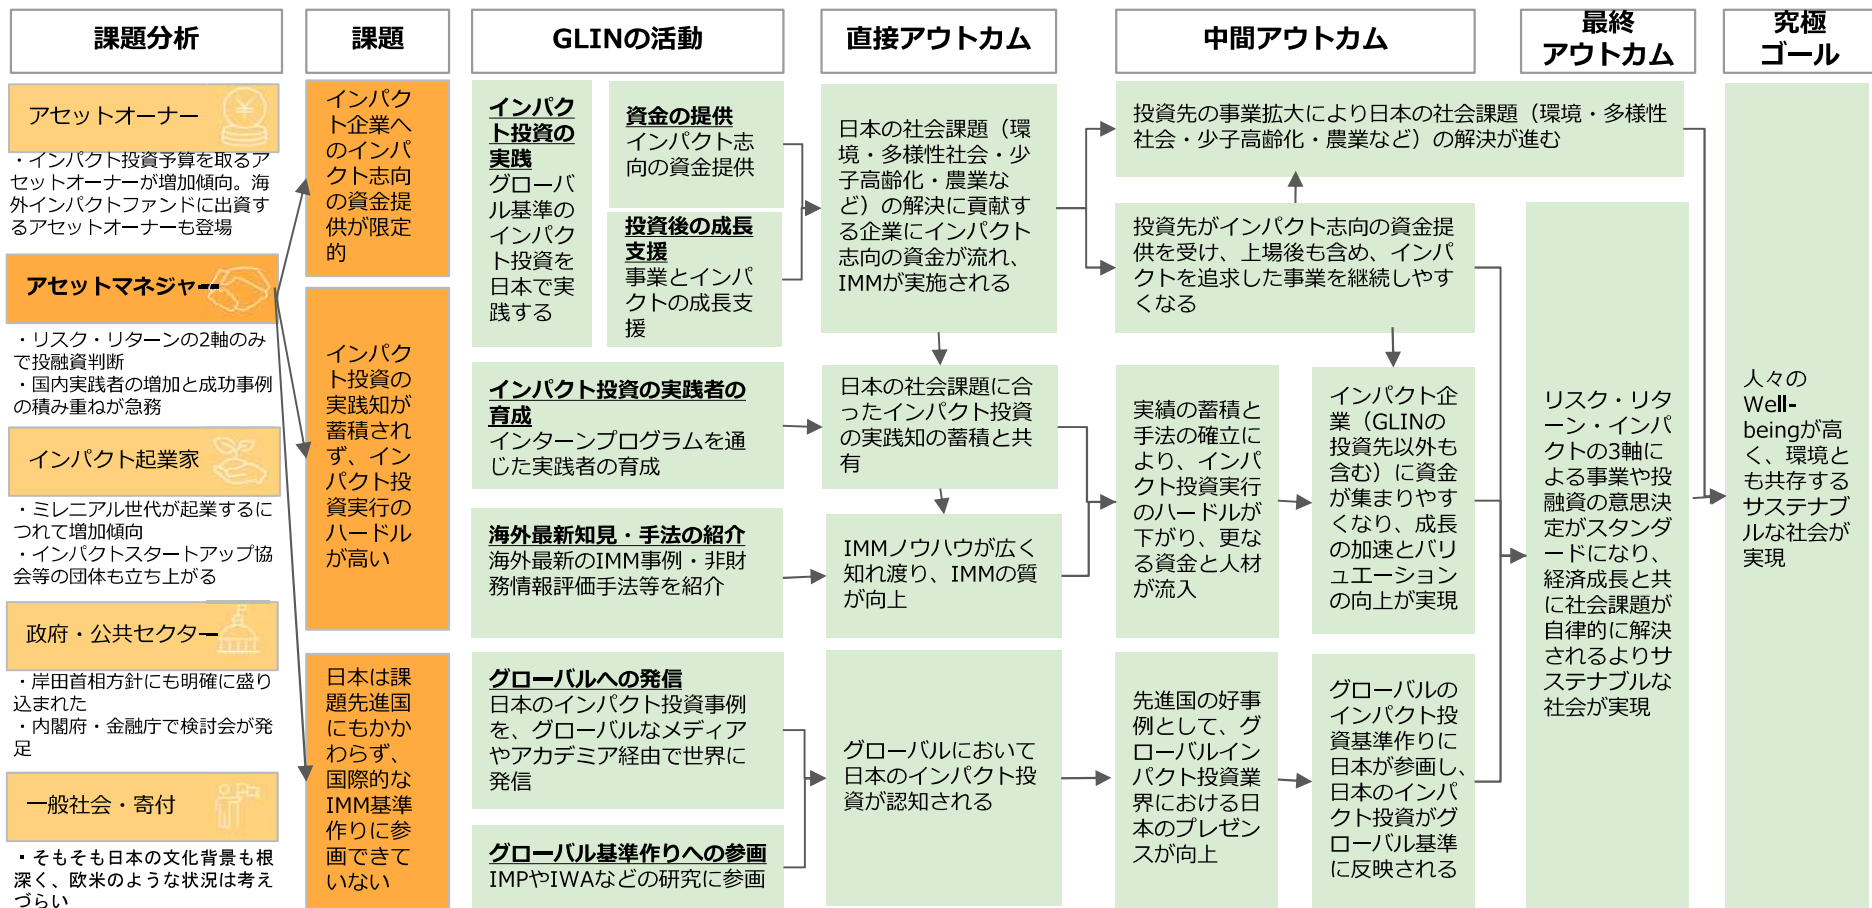 課題分析
課題
GLINの活動
直接アウトカム
中間アウトカム
最終
アウトカム
究極
ゴール
アセットオーナー
・インパクト投資予算を取るア
セットオーナーが増加傾向。海
外インパクトファンドに出資す
るアセットオーナーも登場
アセットマネジャー
・リスク・リターンの2軸のみ
で投融資判断
・国内実践者の増加と成功事例
の積み重ねが急務
インパクト起業家
・ミレニアル世代が起業するに
つれて増加傾向
・インパクトスタートアップ協
会等の団体も立ち上がる
政府・公共セクター
・岸田首相方針にも明確に盛り
込まれた
・内閣府・金融庁で検討会が発
足
一般社会・寄付
・そもそも日本の文化背景も根
深く、欧米のような状況は考え
づらい
インパク
ト企業へ
のインパ
クト志向
の資金提
供が限定
的
インパク
ト投資の
実践知が
蓄積され
ず、イン
パクト投
資実行の
ハードル
が高い
日本は課
題先進国
にもかか
わらず、
国際的な
IMM基準
作りに参
画できて
いない
インパク
ト投資の
実践
グローバ
ル基準の
インパク
ト投資を
日本で実
践する
資金の提供
インパクト志
向の資金提供
投資後の成長
支援
事業とインパ
クトの成長支
援
インパクト投資の実践者の
育成
インターンプログラムを通
じた実践者の育成
海外最新知見・手法の紹介
海外最新のIMM事例・非財
務情報評価手法等を紹介
グローバルへの発信
日本のインパクト投資事例
を、グローバルなメディア
やアカデミア経由で世界に
発信
グローバル基準作りへの参画
IMPやIWAなどの研究に参画
日本の社会課題（環
境・多様性社会・少
子高齢化・農業な
ど）の解決に貢献す
る企業にインパクト
志向の資金が流れ、
IMMが実施される
日本の社会課題に合
ったインパクト投資
の実践知の蓄積と共
有
IMMノウハウが広く
知れ渡り、IMMの質
が向上
グローバルにおいて
日本のインパクト投
資が認知される
投資先の事業拡大により日本の社会課題（環境・多様性
社会・少子高齢化・農業など）の解決が進む
投資先がインパクト志向の資金提
供を受け、上場後も含め、インパ
クトを追求した事業を継続しやす
くなる
実績の蓄積と
手法の確立に
より、インパ
クト投資実行
のハードルが
下がり、更な
る資金と人材
が流入
インパクト企
業（GLINの
投資先以外も
含む）に資金
が集まりやす
くなり、成長
の加速とバリ
ュエーション
の向上が実現
先進国の好事
例として、グ
ローバルイン
パクト投資業
界における日
本のプレゼン
スが向上
グローバルの
インパクト投
資基準作りに
日本が参画し、
日本のインパ
クト投資がグ
ローバル基準
に反映される
リスク・リタ
ーン・インパ
クトの3軸に
よる事業や投
融資の意思決
定がスタンダ
ードになり、
経済成長と共
に社会課題が
自律的に解決
されるよりサ
ステナブルな
社会が実現
人々の
Well-
beingが高
く、環境と
も共存する
サステナブ
ルな社会が
実現